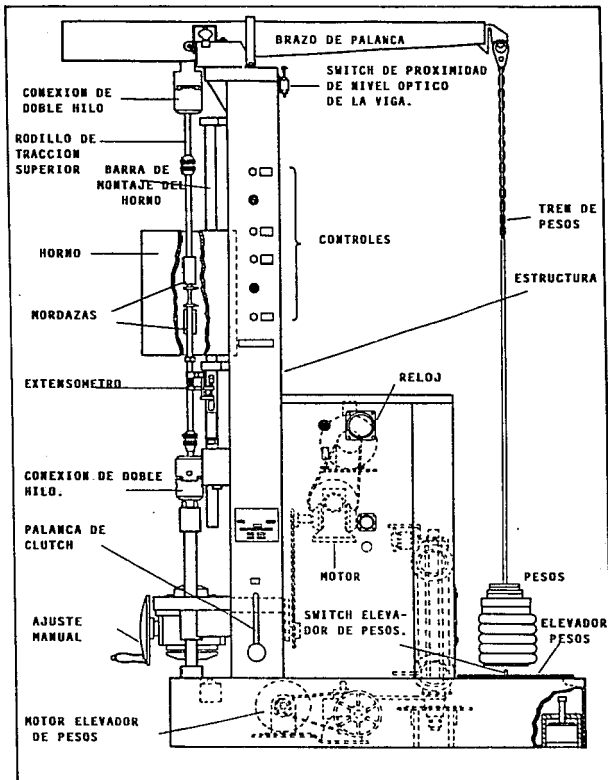 BRAZO DE PALANCA
SWITCH DE PROXIMIDAD
DE NIVEL OPTICO
DE LA VIGA.
CONEXION DE
DOBLE HILO
RODILLO DE
TRACCION
SUPERIOR
BARRA DE
MONTAJE DEL
HORNO
TREN DE
PESOS
CONTROLES
HORNO
ESTRUCTURA
MORDAZAS
EXTENSOMETRO
RELOJ
CONEXION DE DOBLE
HILO.
PALANCA DE
CLUTCH
MOTOR
PESOS
SWITCH ELEVA-
DOR DE PESOS.
ELEVADOR
PESOS
AJUSTE
MANUAL
MOTOR ELEVADOR
DE PESOS